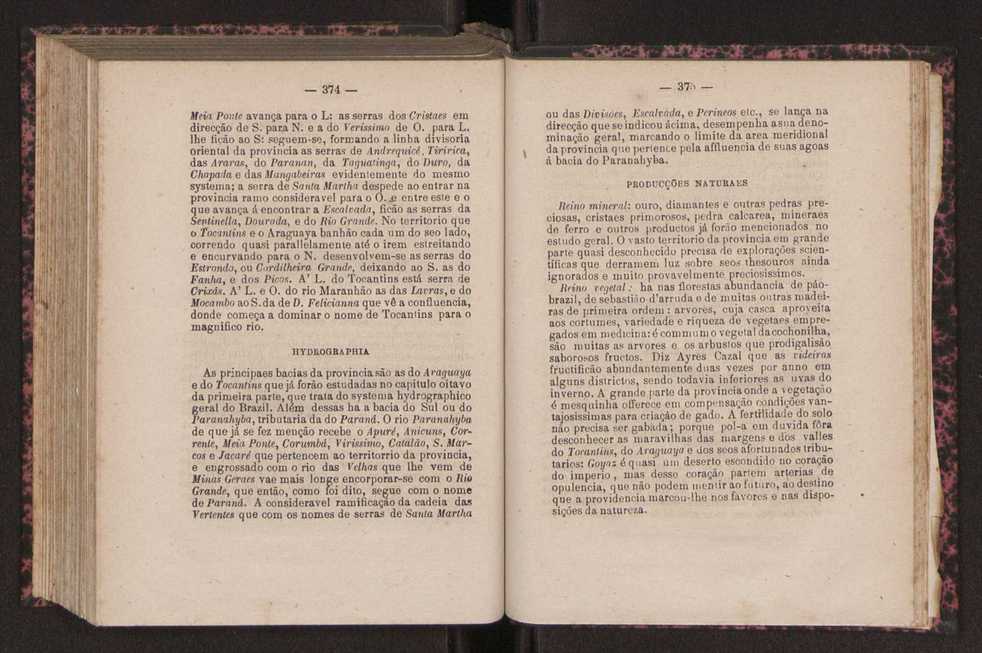 — 374 —
Meia Ponte avança para o L: as serras dos Cristaes em
direcção de S. para N. e a do Verissimo de O. para L.
lhe ficão ao S: seguem-se, formando a linha divisoria
oriental da provincia as serras de Andrequicé, Tiririca,
das Araras, do Paranan, da Taguatinga, do Duro, da
Chapada e das Mangabeiras evidentemente do mesmo
systema; a serra de Santa Martha despede ao entrar na
provincia ramo consideravel para o O. e entre este e o
que avança á encontrar a Escalvada, ficão as serras da
Sentinella, Dourada, e do Rio Grande. No territorio que
o Tocantins e o Araguaya banhão cada um do seo lado,
correndo quasi parallelamente até o irem estreitando
e encurvando para o N. desenvolvem-se as serras do
Estrondo, ou Cordilheira Grande, deixando ao S. as do
Fanha, e dos Picos. A' L. do Tocantins está serra de
Crixás. A' L. e O. do rio Maranhão as das Lavras, e do
Mocambo ao S. da de D. Felicianna que vê a confluencia,
donde começa a dominar o nome de Tocantins para o
magnifico rio.
HYDROGRAPHIA
As principaes bacias da provincia são as do Araguaya
e do Tocantins que já forão estudadas no capitulo oitavo
da primeira parte, que trata do systema hydrographico
geral do Brazil. Além dessas ha a bacia do Sul ou do
Paranahyba, tributaria da do Paraná. O rio Paranahyba
de que já se fez menção recebe o Apuré, Anicuns, Cor-
rente, Meia Ponte, Corumbá, Virissimo, Catalão, S. Mar-
cos e Jacaré que pertencem ao territorrio da provincia,
e engrossado com o rio das Velhas que lhe vem de
Minas Geraes vae mais longe encorporar-se com o Rio
Grande, que então, como foi dito, segue com o nome
de Paraná. A consideravel ramificação da cadeia das
Vertentes que com os nomes de serras de Santa Martha
— 375 —
ou das Divisões, Escalvada, e Perineos etc., se lança na
direcção que se indicou ácima, desempenha a sua deno-
minação geral, marcando o limite da area meridional
da provincia que pertence pela affluencia de suas agoas
á bacia do Paranahyba.
PRODUCÇÕES NATURAES
Reino mineral: ouro, diamantes e outras pedras pre-
ciosas, cristaes primorosos, pedra calcarea, mineraes
de ferro e outros productos já forão mencionados no
estudo geral. O vasto territorio da provincia em grande
parte quasi desconhecido precisa de explorações scien-
tificas que derramem luz sobre seos thesouros ainda
ignorados e muito provavelmente preciosissimos.
Reino vegetal: ha nas florestas abundancia de páo-
brazil, de sebastião d'arruda e de muitas outras madei-
ras de primeira ordem: arvores, cuja casca aproveita
aos cortumes, variedade e riqueza de vegetaes empre-
gados em medicina: é commum o vegetal da cochonilha,
são muitas as arvores e os arbustos que prodigalisão
saborosos fructos. Diz Ayres Cazal que as videiras
fructificão abundantemente duas vezes por anno em
alguns districtos, sendo todavia inferiores as uvas do
inverno. A grande parte da provincia onde a vegetação
é mesquinha offerece em compensação condições van-
tajosissimas para criação de gado. A fertilidade do solo
não precisa ser gabada; porque pol-a em duvida fôra
desconhecer as maravilhas das margens e dos valles
do Tocantins, do Araguaya e dos seos afortunados tribu-
tarios: Goyaz é quasi um deserto escondido no coração
do imperio, mas desse coração partem arterias de
opulencia, que não podem mentir ao futuro, ao destino
que a providencia marcou-lhe nos favores e nas dispo-
sições da natureza.